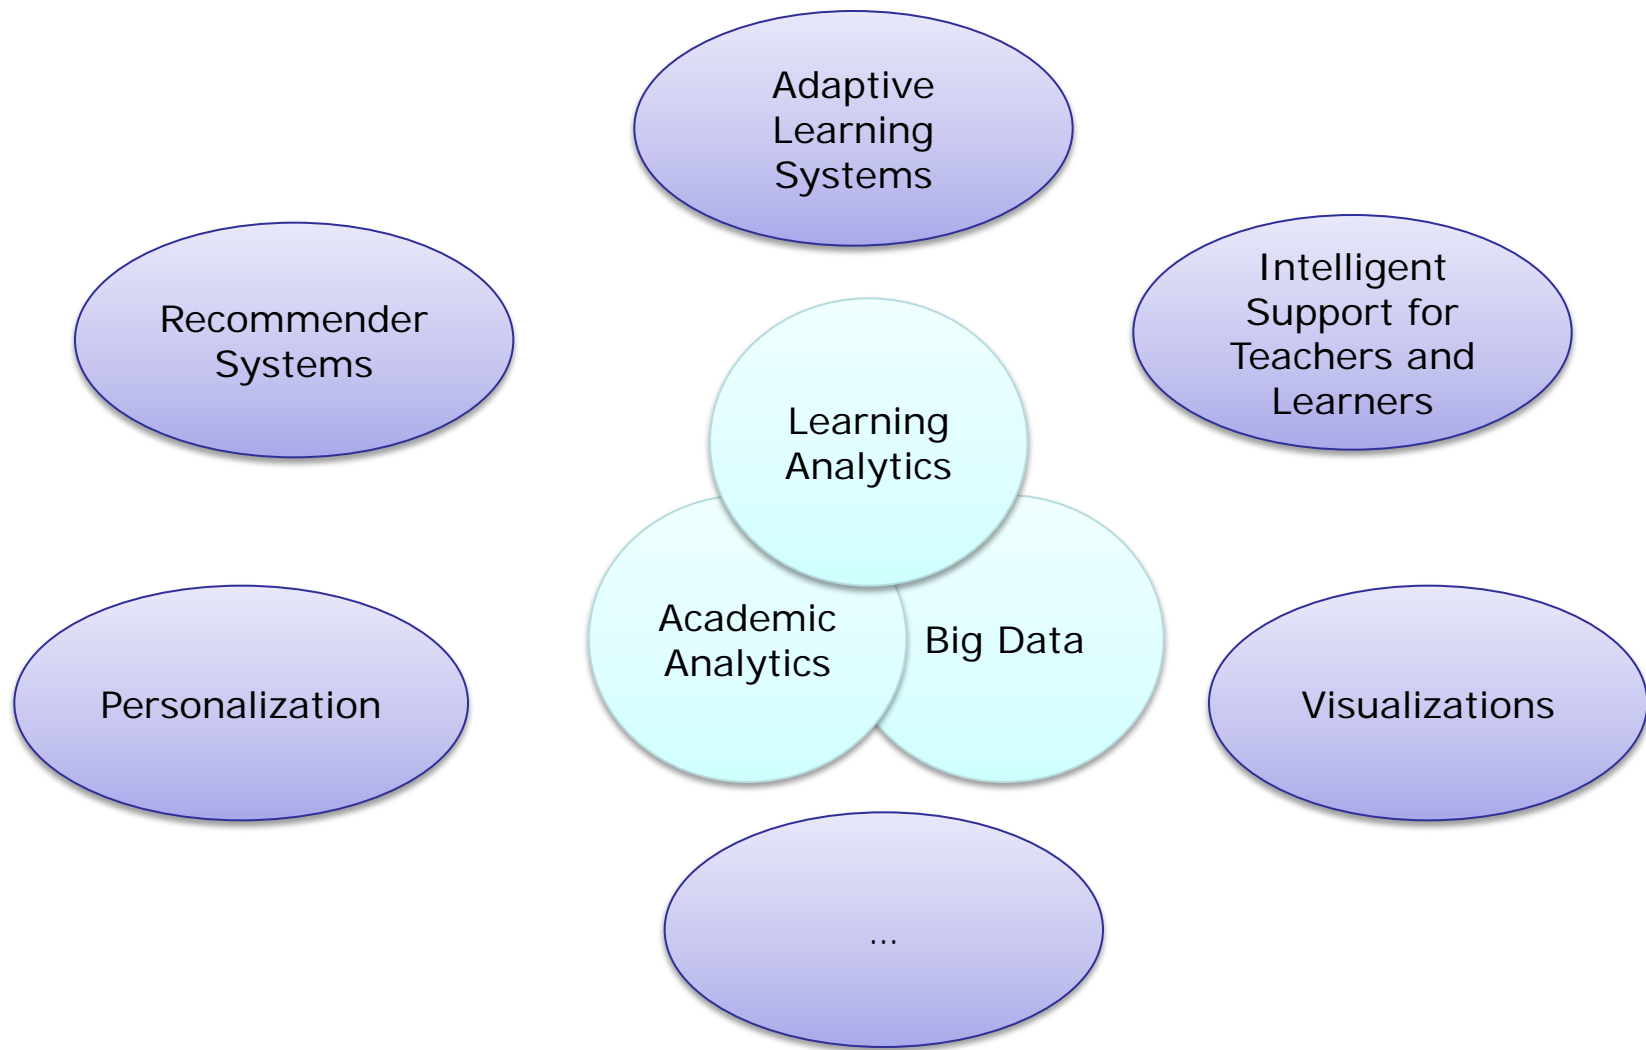 Adaptive
Learning
Systems
Recommender
Systems
Intelligent
Support for
Teachers and
Learners
Learning
Analytics
Academic
Analytics
Big Data
Personalization
Visualizations
...